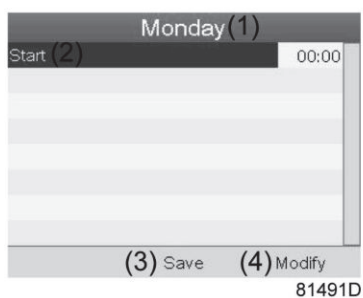 Monday (1)
Start (2) 00:00
(3) Save (4) Modify
81491D